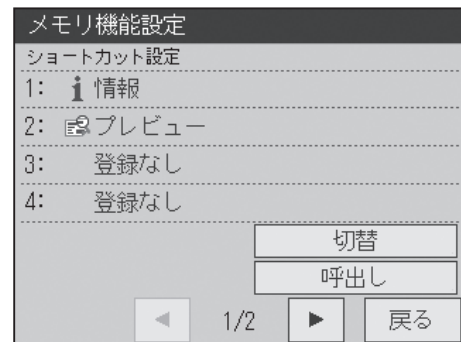 メモリ機能設定
ショートカット設定
1: i 情報
2: プレビュー
3: 登録なし
4: 登録なし
切替
呼出し
◀ 1/2 ▶ 戻る